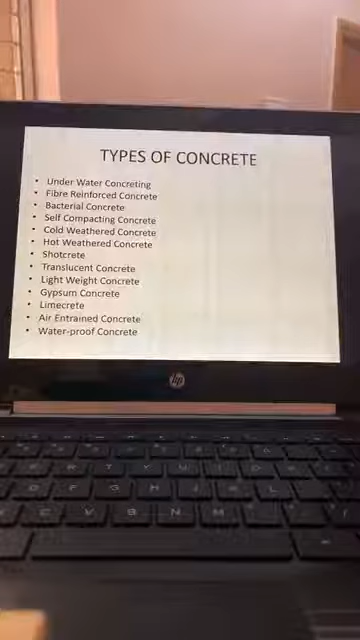 TYPES OF CONCRETE
• Under Water Concreting
• Fibre Reinforced Concrete
• Bacterial Concrete
• Self Compacting Concrete
• Cold Weathered Concrete
• Hot Weathered Concrete
• Shotcrete
• Translucent Concrete
• Light Weight Concrete
• Gypsum Concrete
• Limecrete
• Air Entrained Concrete
• Water-proof Concrete
hp